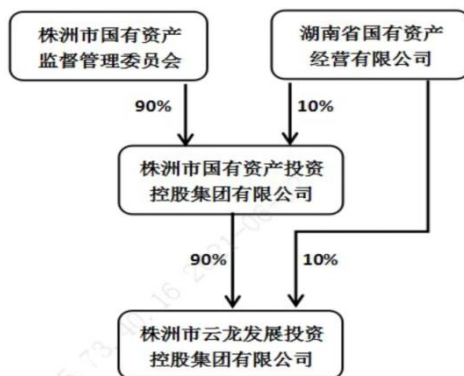 株洲市国有资产
监督管理委员会
湖南省国有资产
经营有限公司
90%
10%
株洲市国有资产投资
控股集团有限公司
90%
10%
株洲市云龙发展投资
控股集团有限公司